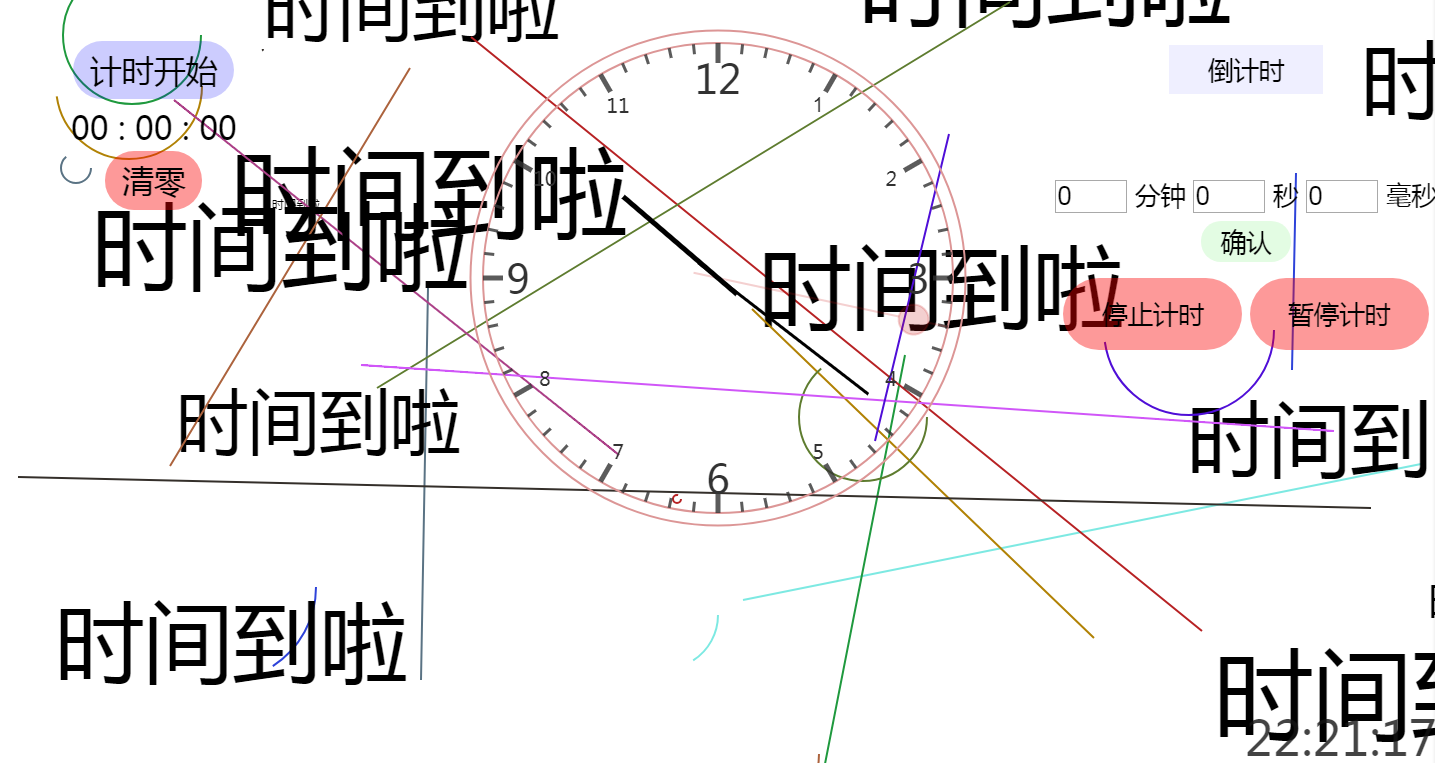 时间到啦
时间到啦
计时开始
倒计时
时
00 : 00 : 00
清零
时间到啦
时间到啦
时间到啦
0 分钟 0 秒 0 毫秒
确认
时间到啦
停止计时
暂停计时
12
1
2
3
4
5
6
7
8
9
10
11
时间到啦
时间到
时间到啦
时间到
22:21:17